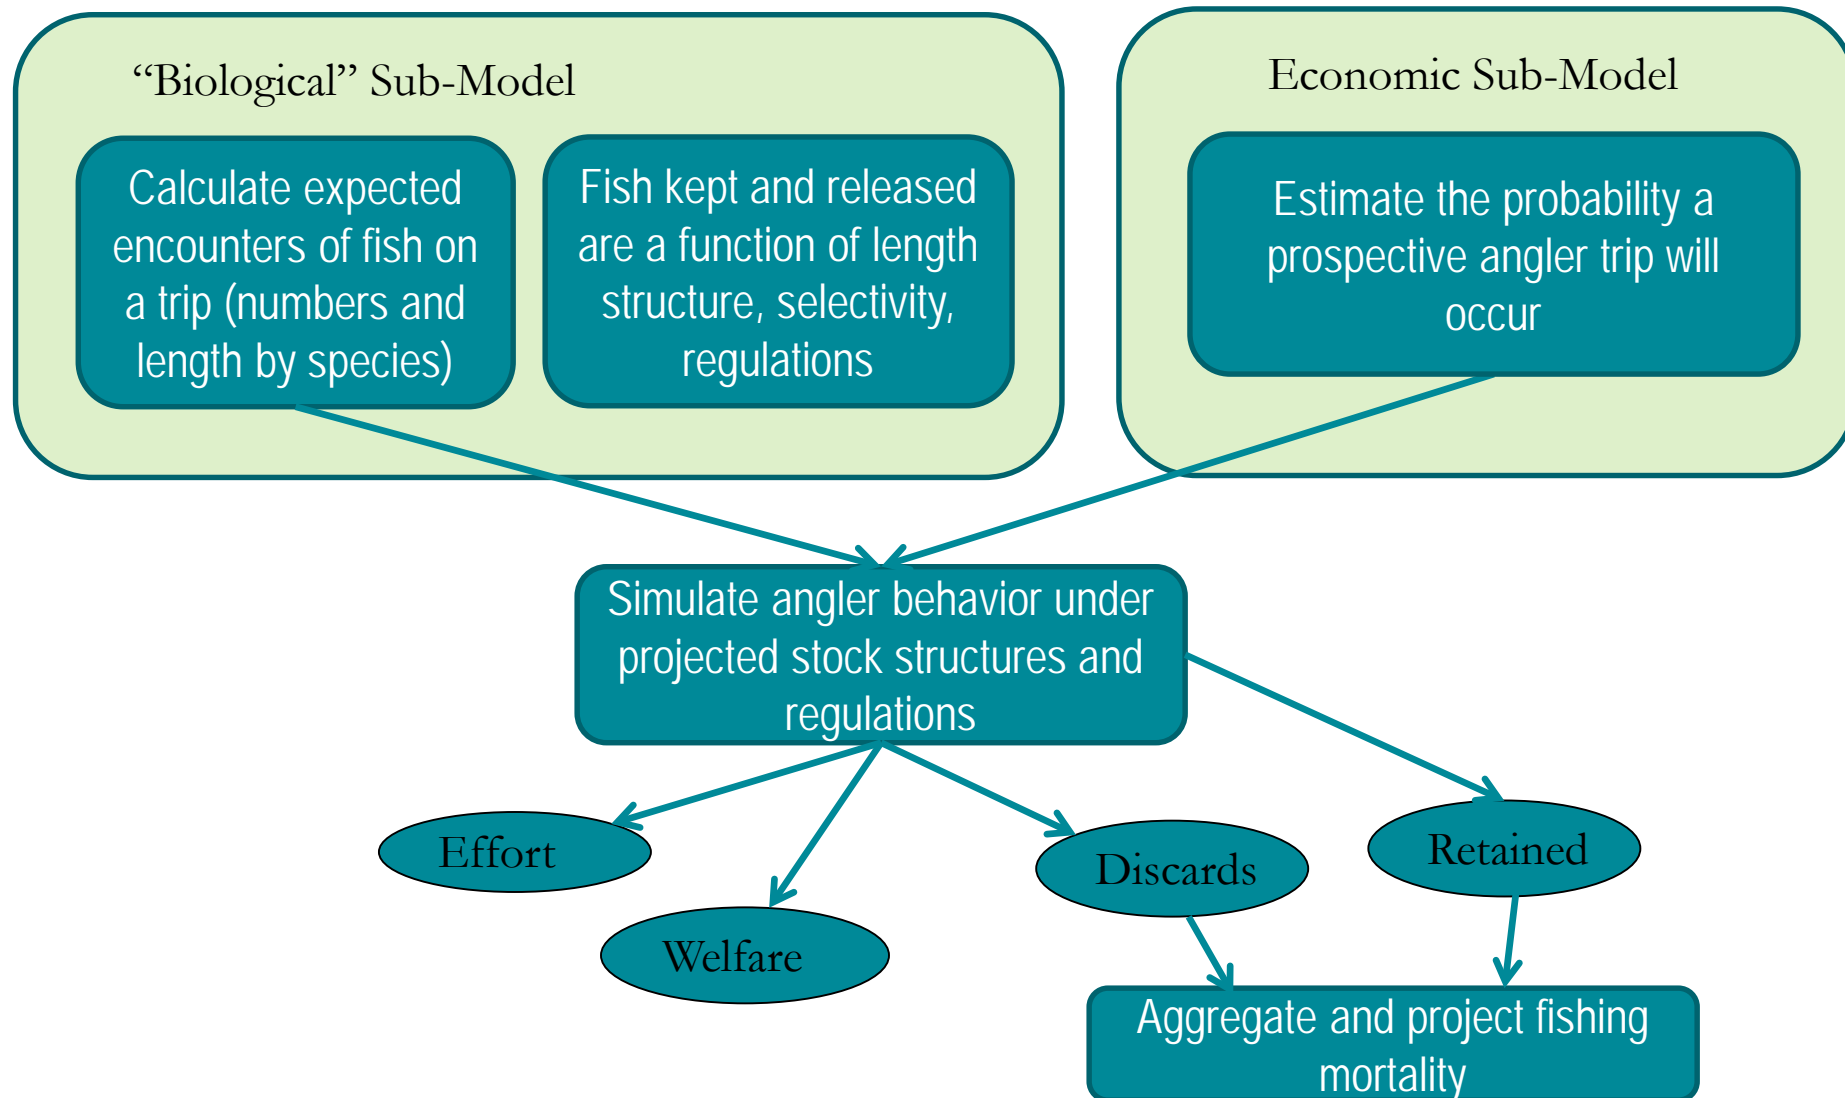 “Biological” Sub-Model
Calculate expected
encounters of fish on
a trip (numbers and
length by species)
Fish kept and released
are a function of length
structure, selectivity,
regulations
Economic Sub-Model
Estimate the probability a
prospective angler trip will
occur
Simulate angler behavior under
projected stock structures and
regulations
Effort
Welfare
Discards
Retained
Aggregate and project fishing
mortality